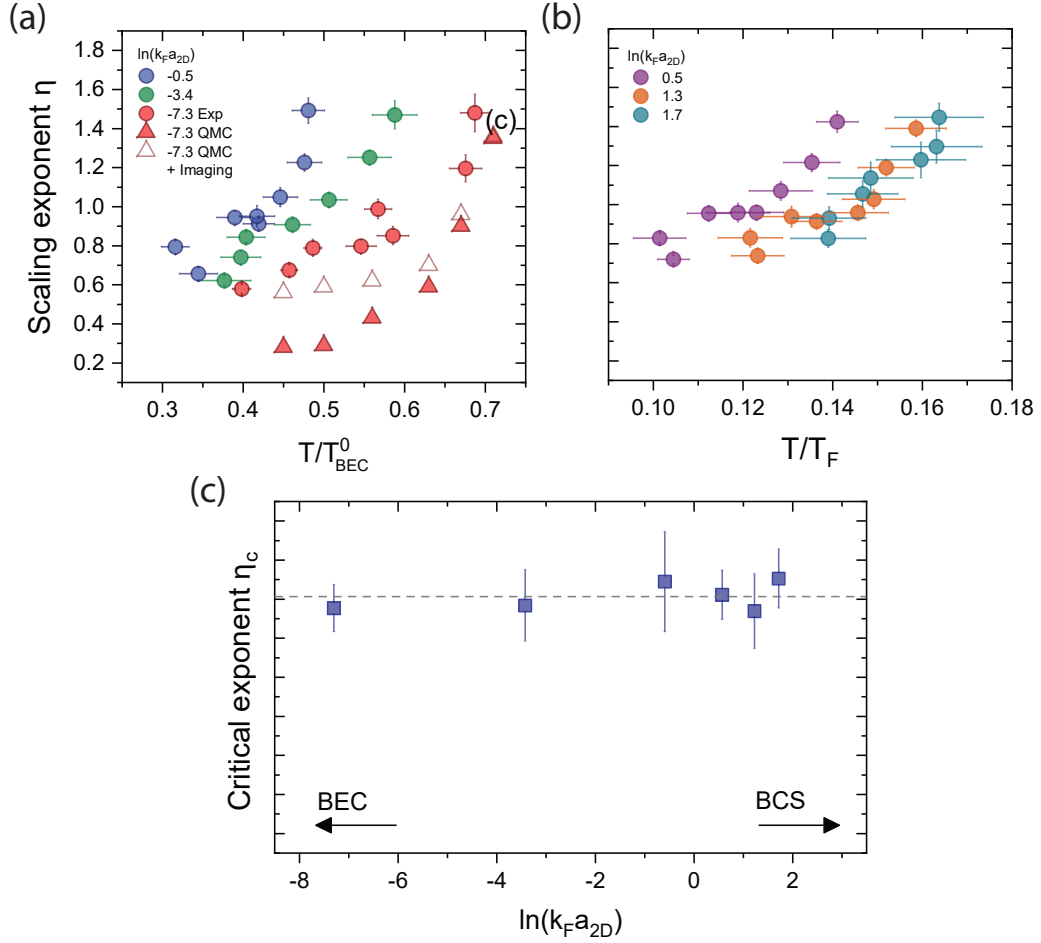 (a)
Scaling exponent η
1.8
1.6
1.4
1.2
1.0
0.8
0.6
0.4
0.2
ln(kFa2D)
-0.5
-3.4
-7.3 Exp
-7.3 QMC
-7.3 QMC
+ Imaging
(c)
0.3 0.4 0.5 0.6 0.7
T/T⁰BEC
(b)
ln(kFa2D)
0.5
1.3
1.7
0.10 0.12 0.14 0.16 0.18
T/TF
(c)
Critical exponent ηc
BEC
BCS
-8 -6 -4 -2 0 2
ln(kFa2D)